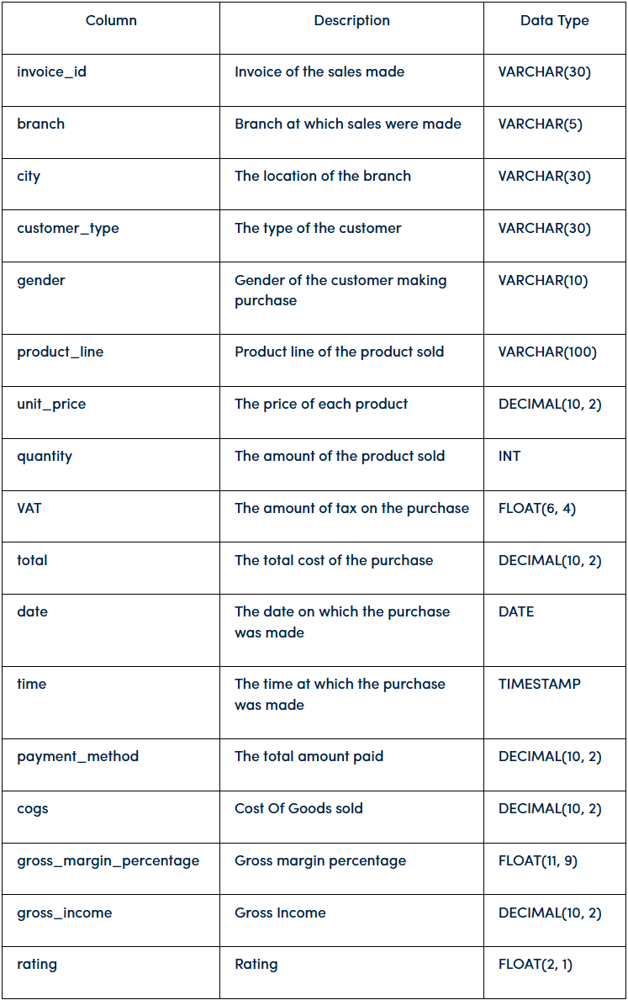 Column Description Data Type
invoice_id Invoice of the sales made VARCHAR(30)
branch Branch at which sales were made VARCHAR(5)
city The location of the branch VARCHAR(30)
customer_type The type of the customer VARCHAR(30)
gender Gender of the customer making VARCHAR(10)
purchase
product_line Product line of the product sold VARCHAR(100)
unit_price The price of each product DECIMAL(10, 2)
quantity The amount of the product sold INT
VAT The amount of tax on the purchase FLOAT(6, 4)
total The total cost of the purchase DECIMAL(10, 2)
date The date on which the purchase DATE
was made
time The time at which the purchase TIMESTAMP
was made
payment_method The total amount paid DECIMAL(10, 2)
cogs Cost Of Goods sold DECIMAL(10, 2)
gross_margin_percentage Gross margin percentage FLOAT(11, 9)
gross_income Gross Income DECIMAL(10, 2)
rating Rating FLOAT(2, 1)